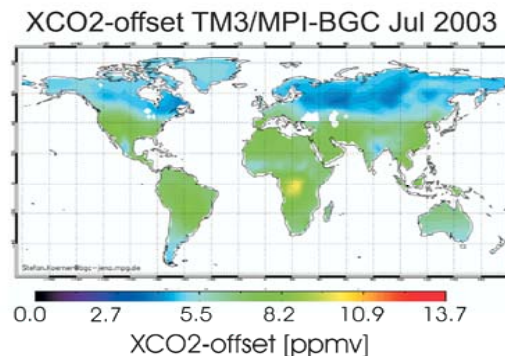 XCO2-offset TM3/MPI-BGC Jul 2003
Stefan.Koerner@bgc-jena.mpg.de
0.0 2.7 5.5 8.2 10.9 13.7
XCO2-offset [ppmv]